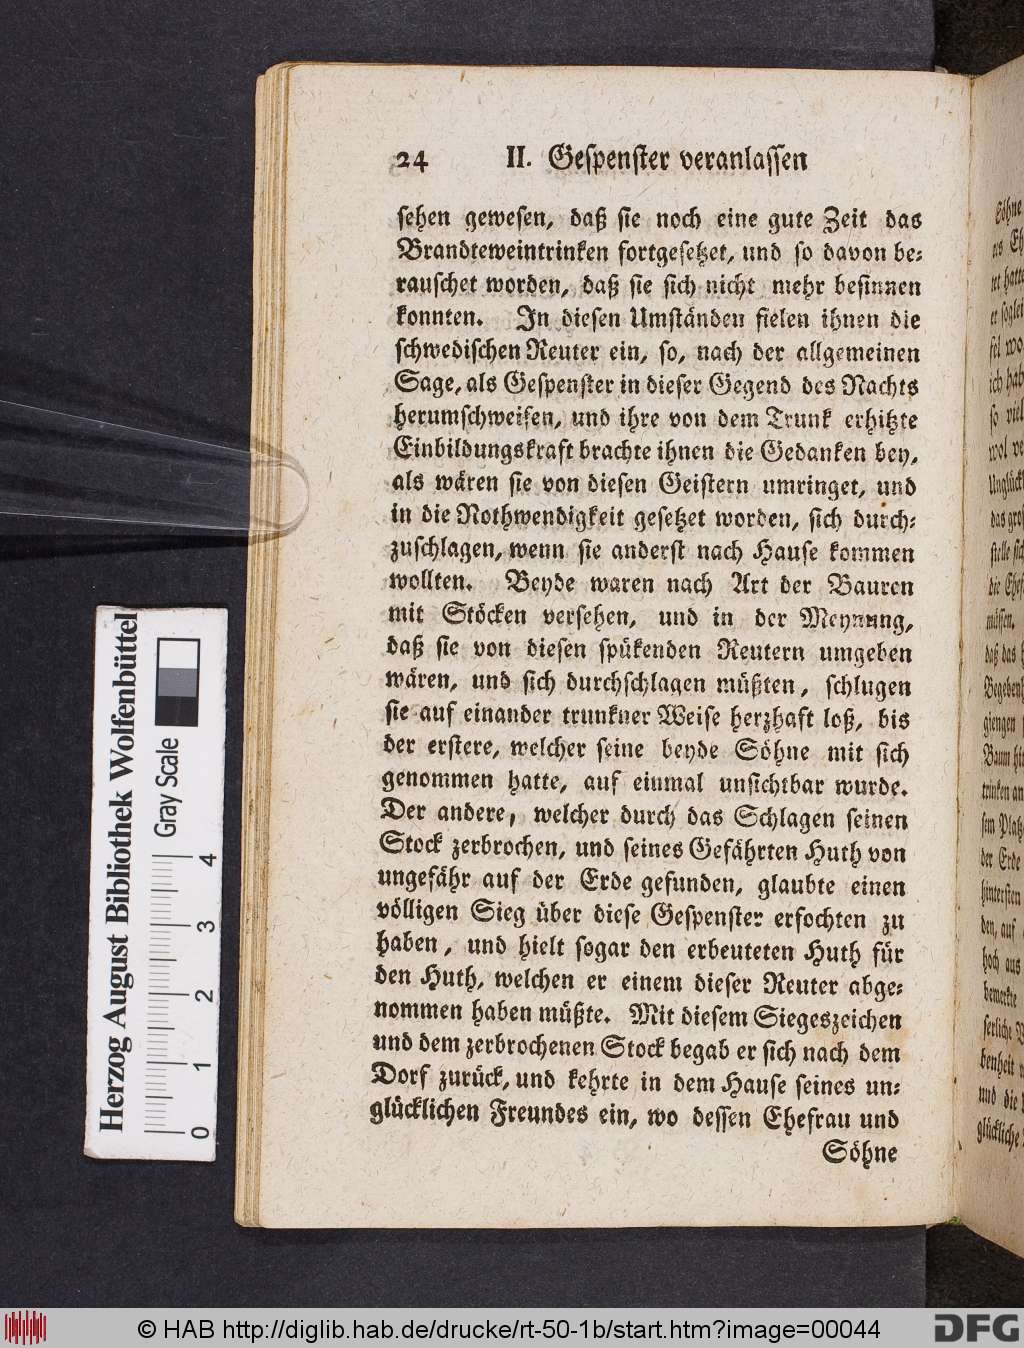 24 II. Gespenster veranlassen
sehen gewesen, daß sie noch eine gute Zeit das
Brandteweintrinken fortgesetzet, und so davon be⸗
rauschet worden, daß sie sich nicht mehr besinnen
konnten. In diesen Umständen fielen ihnen die
schwedischen Reuter ein, so, nach der allgemeinen
Sage, als Gespenster in dieser Gegend des Nachts
herumschweifen, und ihre von dem Trunk erhitzte
Einbildungskraft brachte ihnen die Gedanken bey,
als wären sie von diesen Geistern umringet, und
in die Nothwendigkeit gesetzet worden, sich durch⸗
zuschlagen, wenn sie anderst nach Hause kommen
wollten. Beyde waren nach Art der Bauren
mit Stöcken versehen, und in der Meynung,
daß sie von diesen spükenden Reutern umgeben
wären, und sich durchschlagen müßten, schlugen
sie auf einander trunkner Weise herzhaft loß, bis
der erstere, welcher seine beyde Söhne mit sich
genommen hatte, auf einmal unsichtbar wurde.
Der andere, welcher durch das Schlagen seinen
Stock zerbrochen, und seines Gefährten Huth von
ungefähr auf der Erde gefunden, glaubte einen
völligen Sieg über diese Gespenster erfochten zu
haben, und hielt sogar den erbeuteten Huth für
den Huth, welchen er einem dieser Reuter abge⸗
nommen haben müßte. Mit diesem Siegeszeichen
und dem zerbrochenen Stock begab er sich nach dem
Dorf zurück, und kehrte in dem Hause seines un⸗
glücklichen Freundes ein, wo dessen Ehefrau und
Söhne
Herzog August Bibliothek Wolfenbüttel
Gray Scale
0 1 2 3 4
© HAB http://diglib.hab.de/drucke/rt-50-1b/start.htm?image=00044
DFG